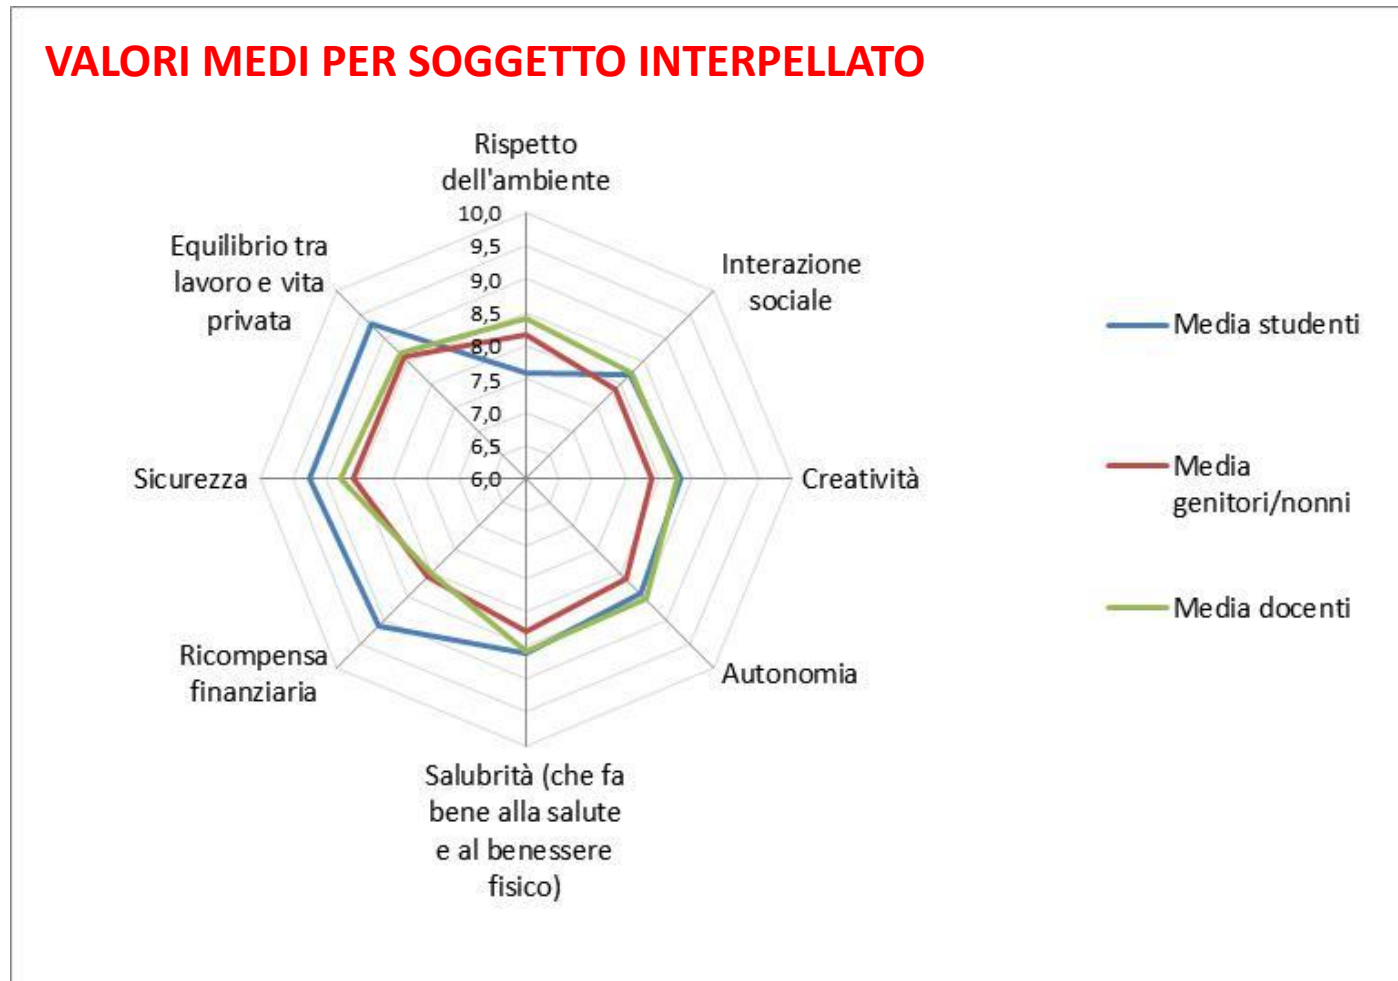 VALORI MEDI PER SOGGETTO INTERPELLATO
Rispetto
dell'ambiente
10,0
9,5
9,0
8,5
8,0
7,5
7,0
6,5
6,0
Equilibrio tra
lavoro e vita
privata
Interazione
sociale
Sicurezza
Creatività
Ricompensa
finanziaria
Autonomia
Salubrità (che fa
bene alla salute
e al benessere
fisico)
Media studenti
Media
genitori/nonni
Media docenti